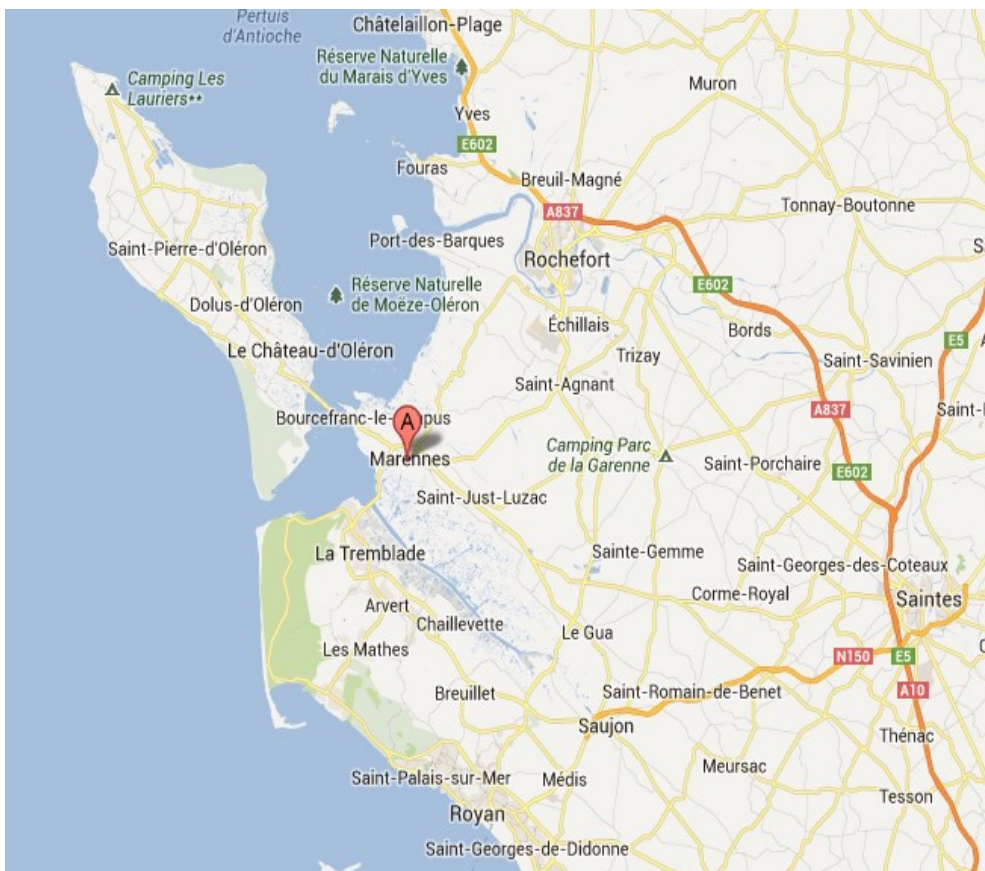 Pertuis
d'Antioche
Châtelaillon-Plage
Réserve Naturelle
du Marais d'Yves
Camping Les
Lauriers**
Muron
Yves
E602
Fouras
Breuil-Magné
A837
Tonnay-Boutonne
Port-des-Barques
Saint-Pierre-d'Oléron
Rochefort
S
Réserve Naturelle
de Moëze-Oléron
E602
Dolus-d'Oléron
Échillais
Bords
E5
A
Le Château-d'Oléron
Trizay
Saint-Savinien
Saint-Agnant
A837
Saint-
Bourcefranc-le-
pus
A
Camping Parc
de la Garenne
Marennes
Saint-Porchaire
E602
Saint-Just-Luzac
La Tremblade
Sainte-Gemme
Saint-Georges-des-Coteaux
Corme-Royal
Saintes
Arvert
Chaillevette
Le Gua
Les Mathes
N150
E5
C
Breuillet
Saint-Romain-de-Benet
A10
Saujon
Thénac
Saint-Palais-sur-Mer
Médis
Meursac
Tesson
Royan
Saint-Georges-de-Didonne